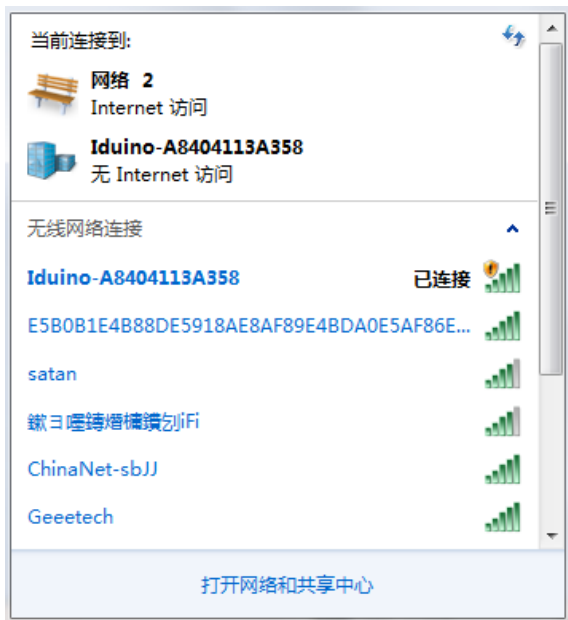 当前连接到:
网络 2
Internet 访问
Iduino-A8404113A358
无 Internet 访问
无线网络连接
Iduino-A8404113A358 已连接
E5B0B1E4B88DE5918AE8AF89E4BDA0E5AF86E...
satan
iFi
ChinaNet-sbJJ
Geeetech
打开网络和共享中心